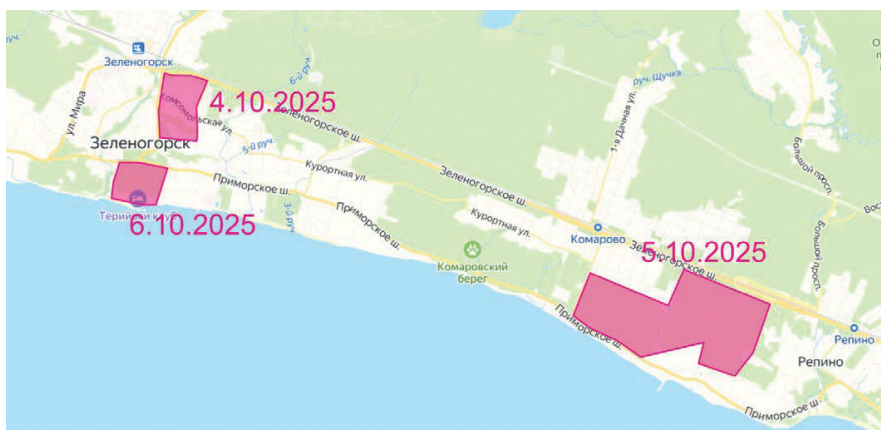 руч.
6-й руч.
Зеленогорск
4.10.2025
Комсомольская ул.
ул. Мира
Зеленогорское ш.
Зеленогорск
5-й руч.
Курортная ул.
Приморское ш.
3-й руч.
6.10.2025
Приморское ш.
Зеленогорское ш.
Курортная ул.
Комаровский
берег
руч. Щучка
1-я Дачная ул.
Большой просп.
Большой просп.
Комарово
Зеленогорское ш.
5.10.2025
Приморское ш.
Репино
Репино
Приморское ш.